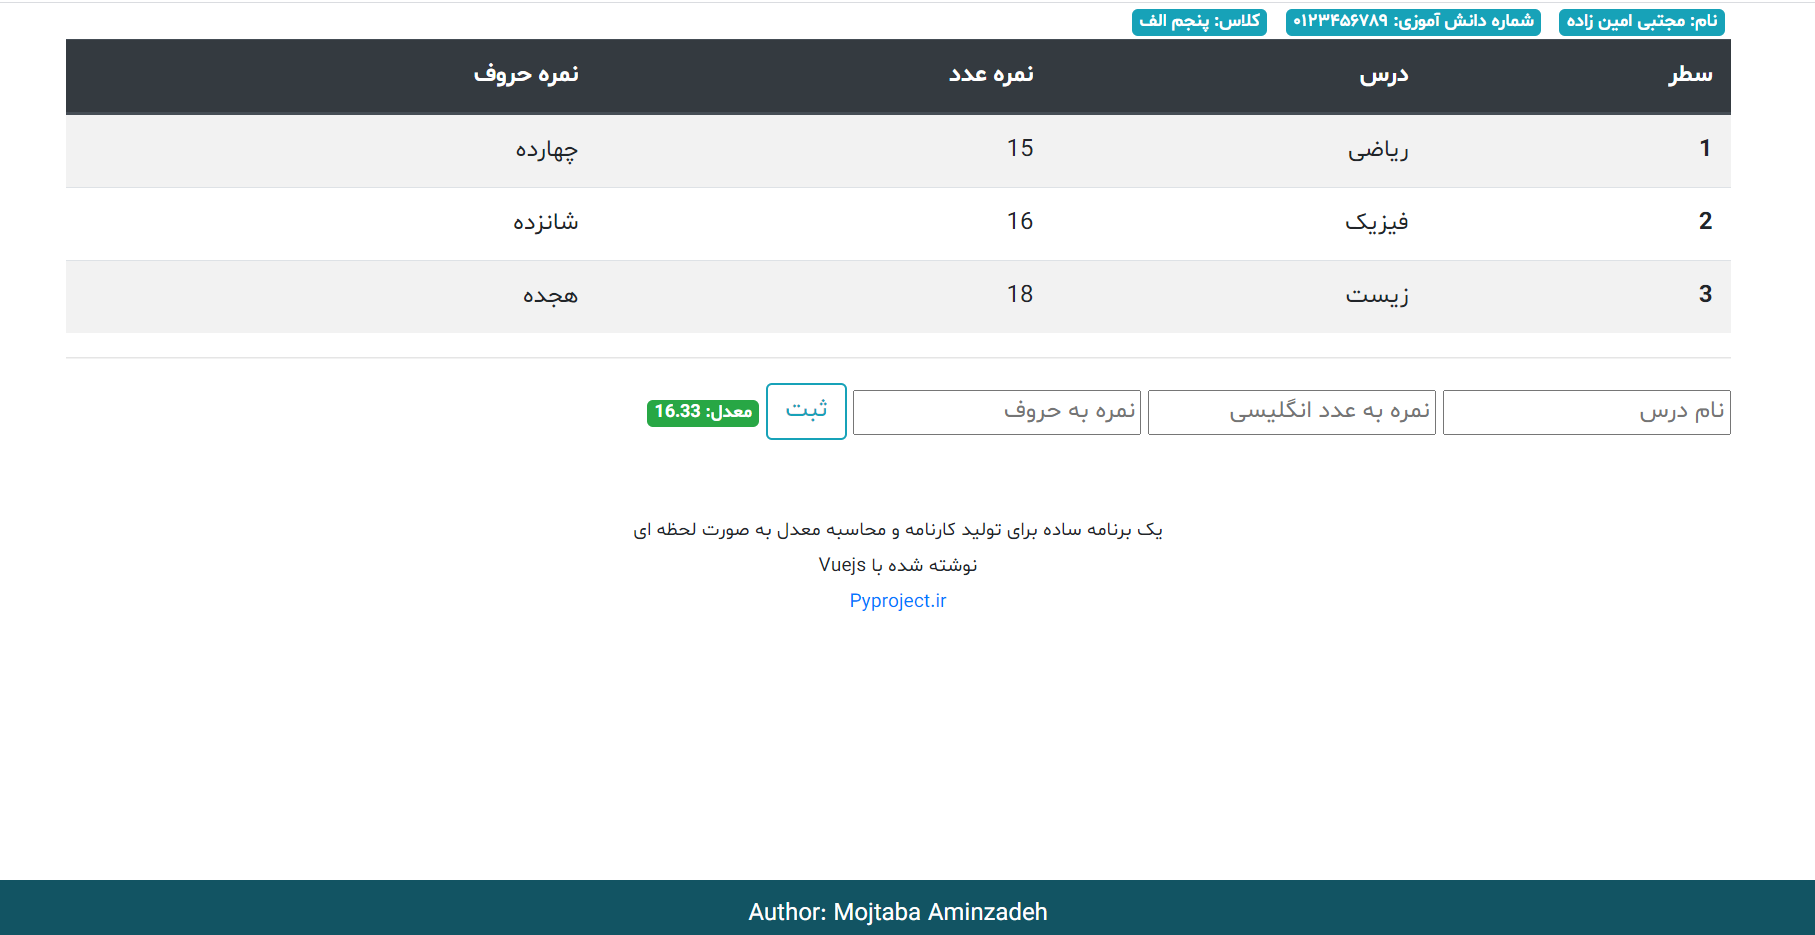 نام: مجتبی امین زاده شماره دانش آموزی: ۰۱۲۳۴۵۶۷۸۹ کلاس: پنجم الف
سطر درس نمره عدد نمره حروف
1 ریاضی 15 چهارده
2 فیزیک 16 شانزده
3 زیست 18 هجده
نام درس نمره به عدد انگلیسی نمره به حروف ثبت معدل: 16.33
یک برنامه ساده برای تولید کارنامه و محاسبه معدل به صورت لحظه ای
نوشته شده با Vuejs
Pyproject.ir
Author: Mojtaba Aminzadeh